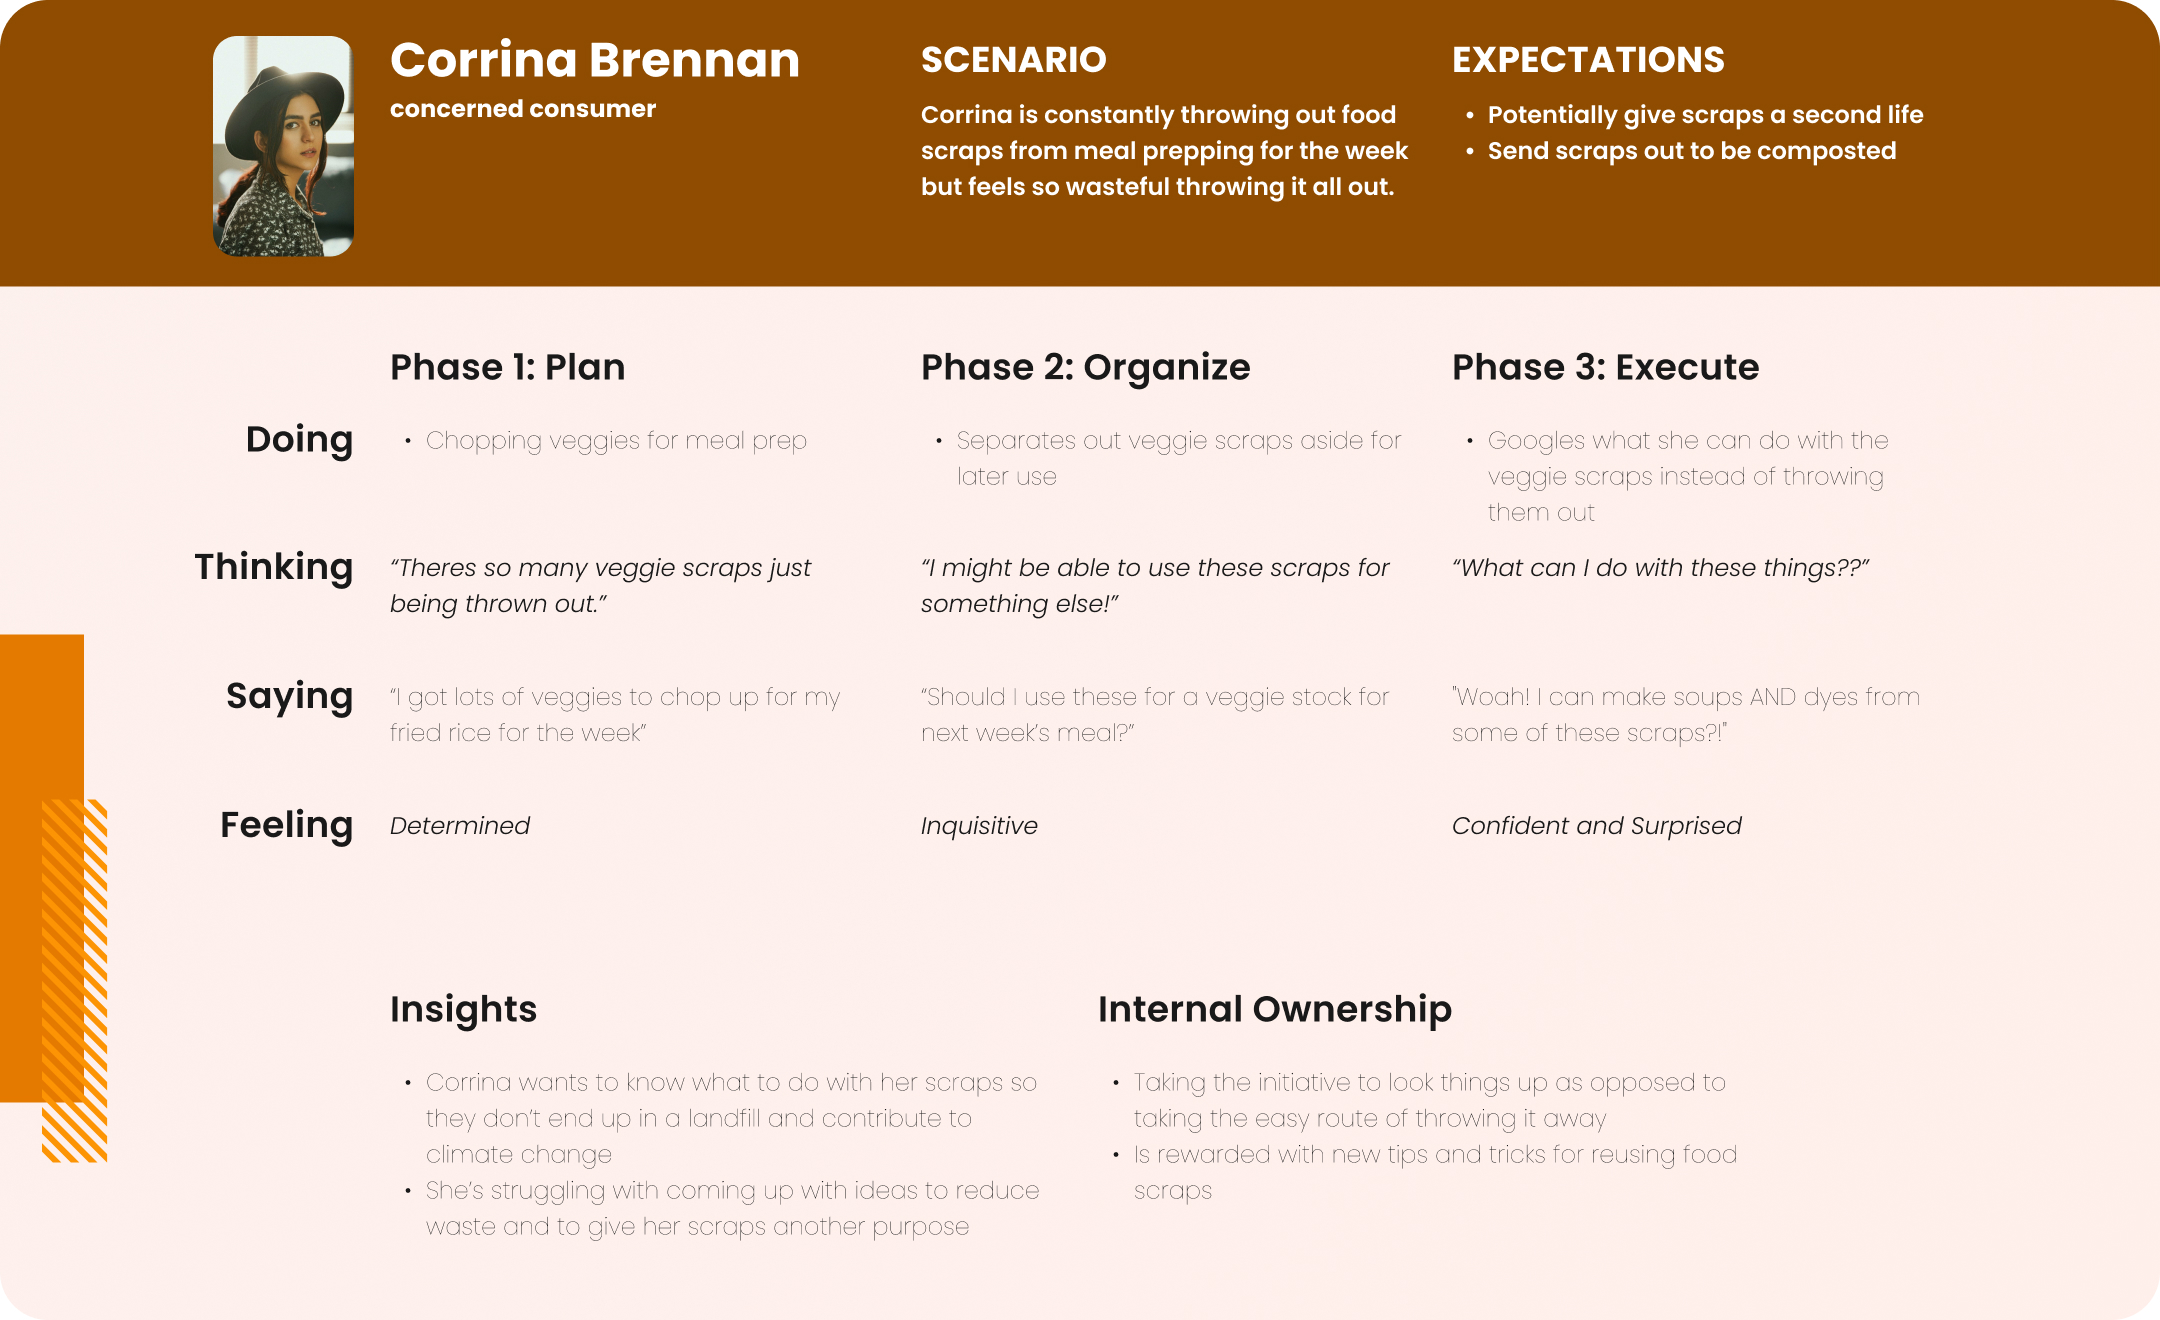 Corrina Brennan
concerned consumer
SCENARIO
Corrina is constantly throwing out food
scraps from meal prepping for the week
but feels so wasteful throwing it all out.
EXPECTATIONS
• Potentially give scraps a second life
• Send scraps out to be composted
Phase 1: Plan
Phase 2: Organize
Phase 3: Execute
Doing
• Chopping veggies for meal prep
• Separates out veggie scraps aside for
later use
• Googles what she can do with the
veggie scraps instead of throwing
them out
Thinking
“Theres so many veggie scraps just
being thrown out.”
“I might be able to use these scraps for
something else!”
“What can I do with these things??”
Saying
“I got lots of veggies to chop up for my
fried rice for the week”
“Should I use these for a veggie stock for
next week’s meal?”
"Woah! I can make soups AND dyes from
some of these scraps?!"
Feeling
Determined
Inquisitive
Confident and Surprised
Insights
• Corrina wants to know what to do with her scraps so
they don’t end up in a landfill and contribute to
climate change
• She’s struggling with coming up with ideas to reduce
waste and to give her scraps another purpose
Internal Ownership
• Taking the initiative to look things up as opposed to
taking the easy route of throwing it away
• Is rewarded with new tips and tricks for reusing food
scraps